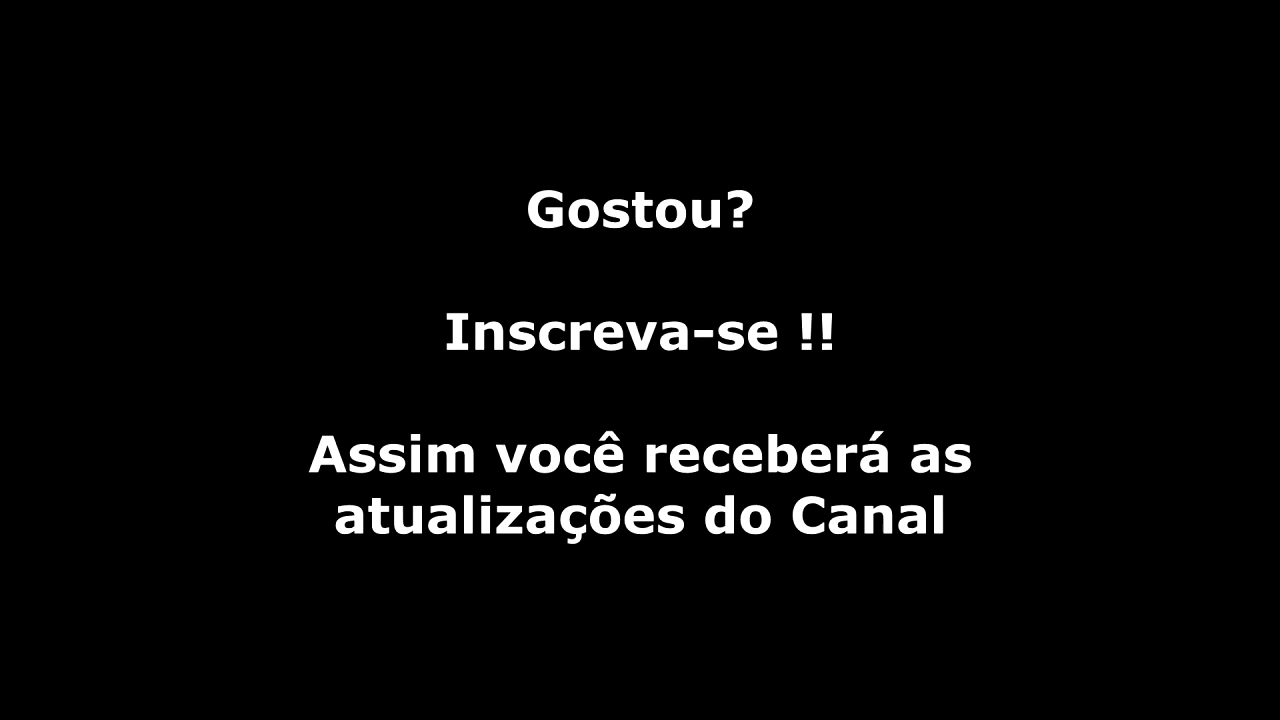 Gostou?
Inscreva-se !!
Assim você receberá as
atualizações do Canal